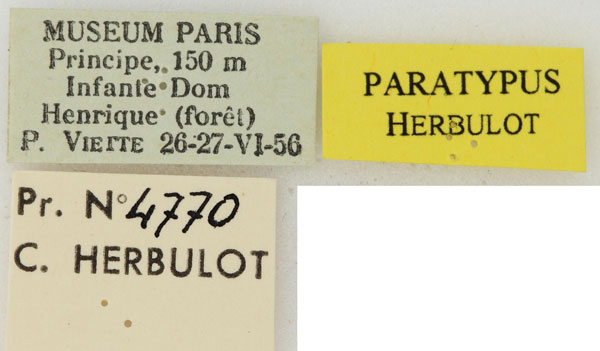 MUSEUM PARIS
Principe, 150 m
Infante Dom
Henrique (forêt)
P. VIETTE 26-27-VI-56
PARATYPUS
HERBULOT
Pr. N° 4770
C. HERBULOT